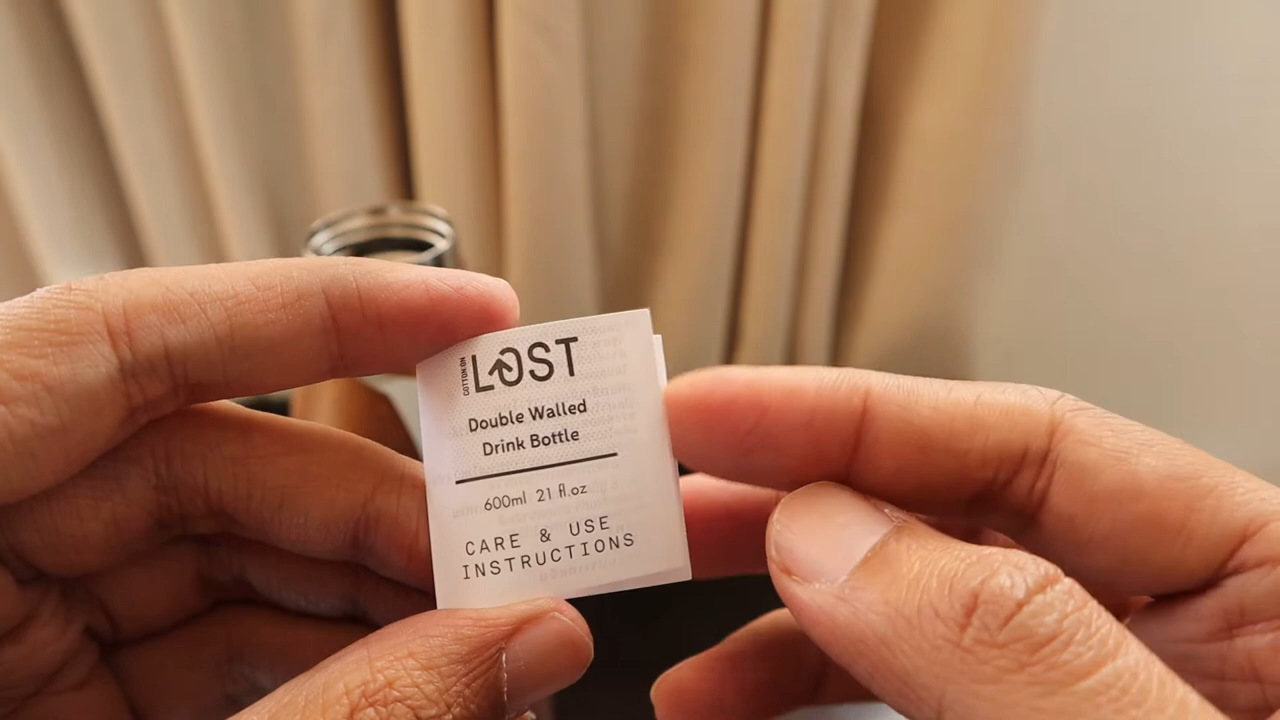 COTTON:ON
LOST
Double Walled
Drink Bottle
600ml 21 fl.oz
CARE & USE
INSTRUCTIONS